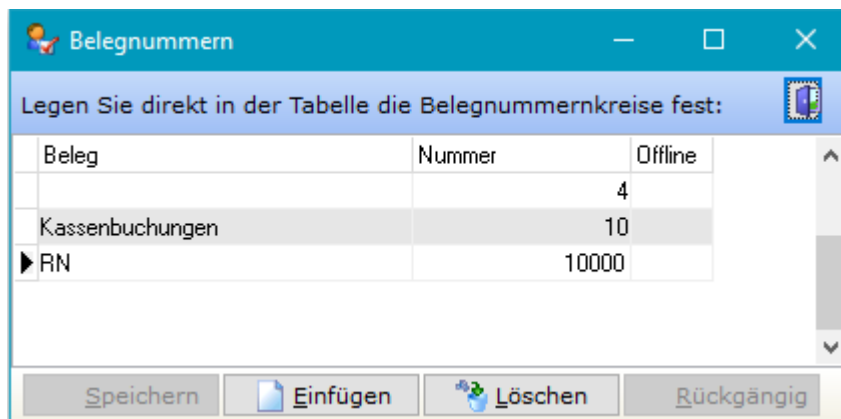 Belegnummern
Legen Sie direkt in der Tabelle die Belegnummernkreise fest:
Beleg Nummer Offline
4
Kassenbuchungen 10
RN 10000
Speichern Einfügen Löschen Rückgängig